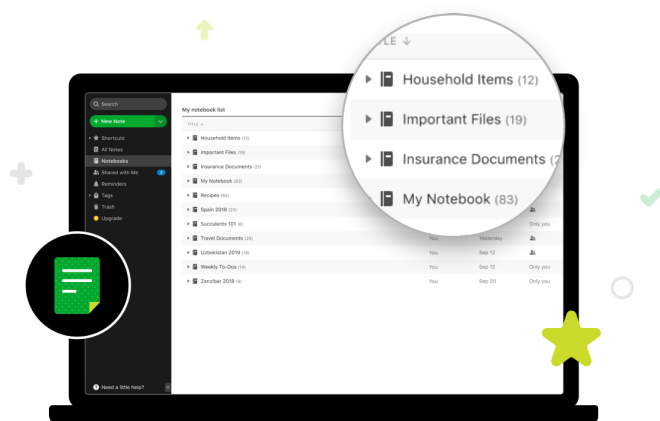 Search
My notebook list
+ New Note
TITLE ↓
Shortcuts
All Notes
Notebooks
Shared with Me
Reminders
Tags
Trash
Upgrade
Household Items (12)
Important Files (19)
Insurance Documents (21)
My Notebook (83)
Recipes (62)
Spain 2018 (23)
Succulents 101 (6) Only you
Travel Documents (29) You Yesterday
Uzbekistan 2019 (18) You Sep 12
Weekly To-Dos (14) You Sep 12 Only you
Zanzibar 2018 (9) You Sep 20 Only you
Need a little help?
Household Items (12)
Important Files (19)
Insurance Documents
My Notebook (83)